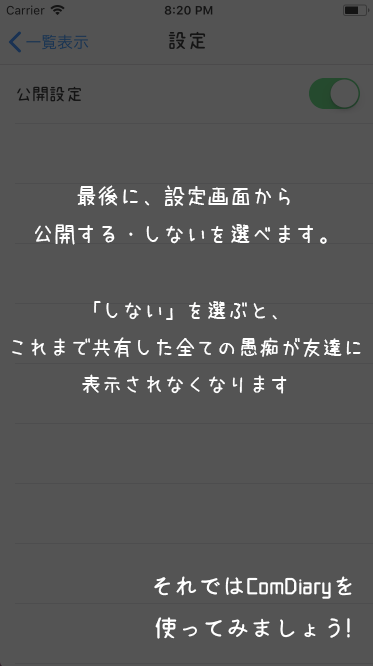 Carrier 8:20 PM
一覧表示 設定
公開設定
最後に、設定画面から
公開する・しないを選べます。
「しない」を選ぶと、
これまで共有した全ての愚痴が友達に
表示されなくなります
それではComDiaryを
使ってみましょう!